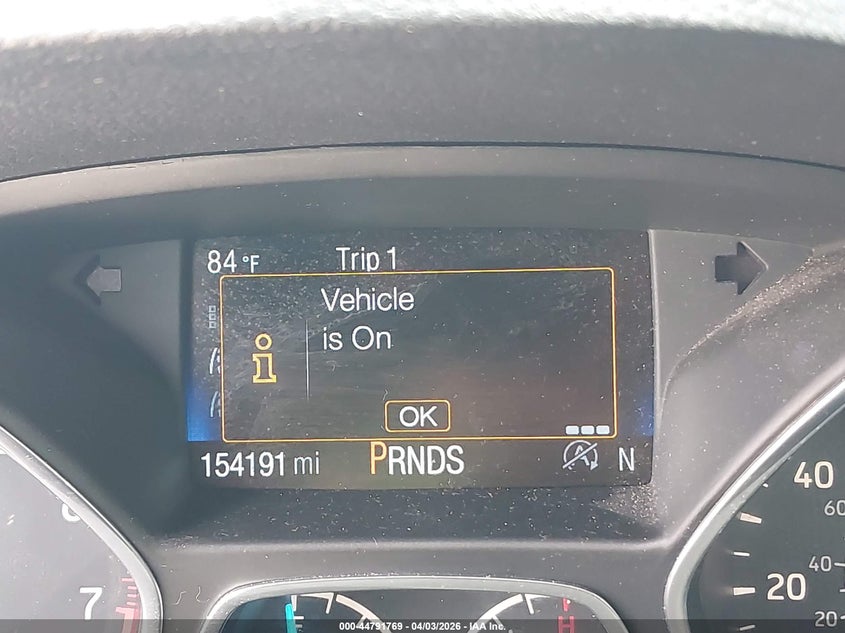 84 °F Trip 1
Vehicle
is On
i
OK
154191 mi PRNDS N
40
60
7
20
40
20
F
H
000-44791769 - 04/03/2026 - IAA Inc.